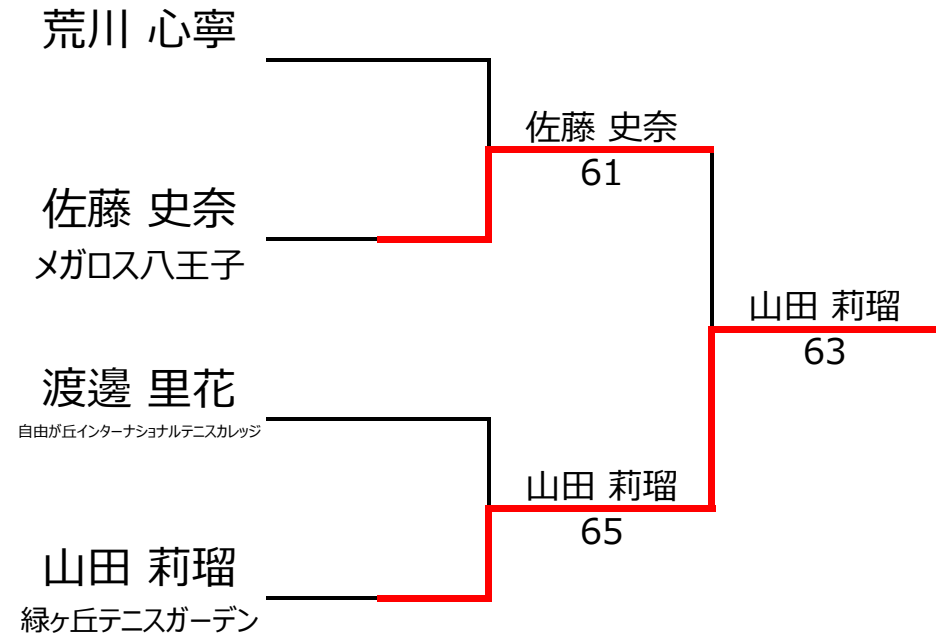 荒川 心寧
佐藤 史奈
61
佐藤 史奈
メガロス八王子
山田 莉瑠
63
渡邊 里花
自由が丘インターナショナルテニスカレッジ
山田 莉瑠
65
山田 莉瑠
緑ヶ丘テニスガーデン